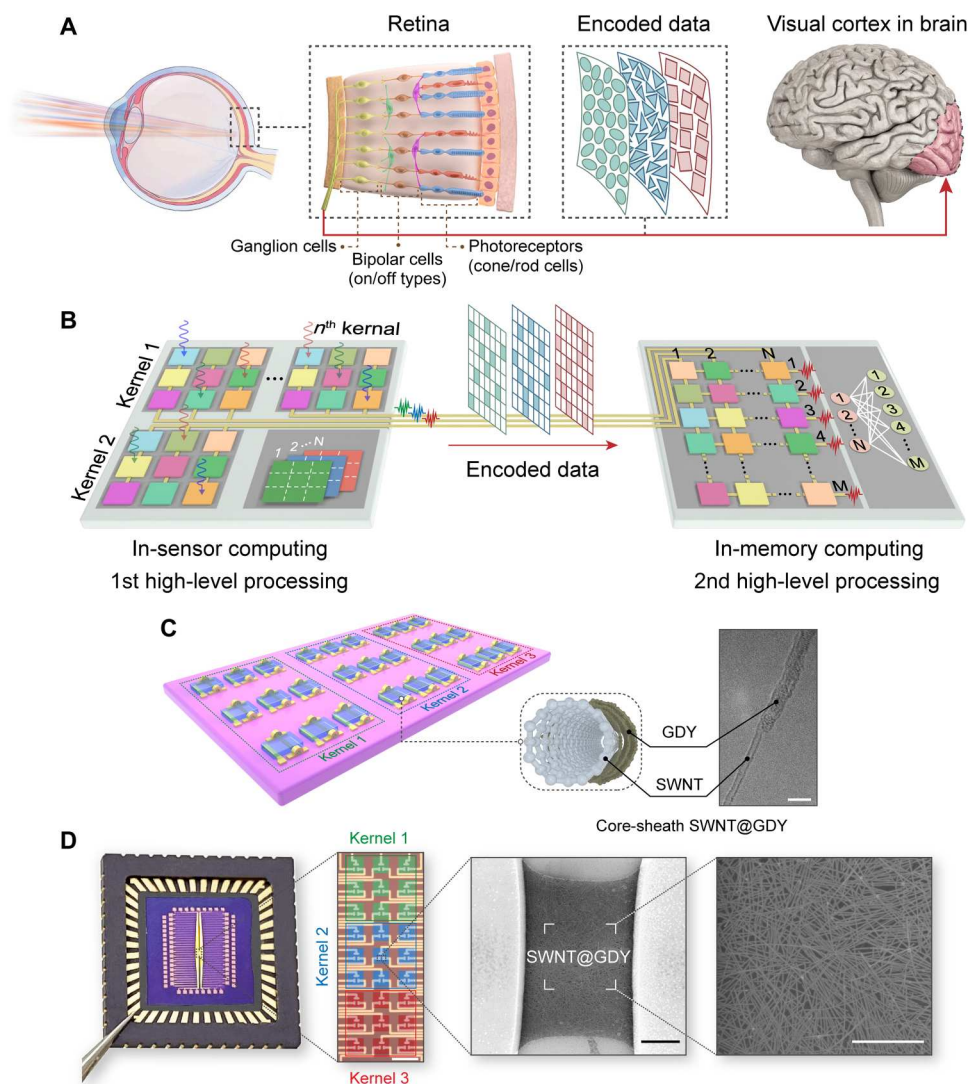 A
Retina
Encoded data
Visual cortex in brain
Ganglion cells
Bipolar cells
(on/off types)
Photoreceptors
(cone/rod cells)
B
Kernel 1
nth kernal
...
Kernel 2
1 2 ... N
Encoded data
1 2 ... N
1
2
3
4
M
1
2
N
1
2
3
4
M
In-sensor computing
1st high-level processing
In-memory computing
2nd high-level processing
C
Kernel 1
Kernel 2
Kernel 3
GDY
SWNT
Core-sheath SWNT@GDY
D
Kernel 1
Kernel 2
Kernel 3
SWNT@GDY